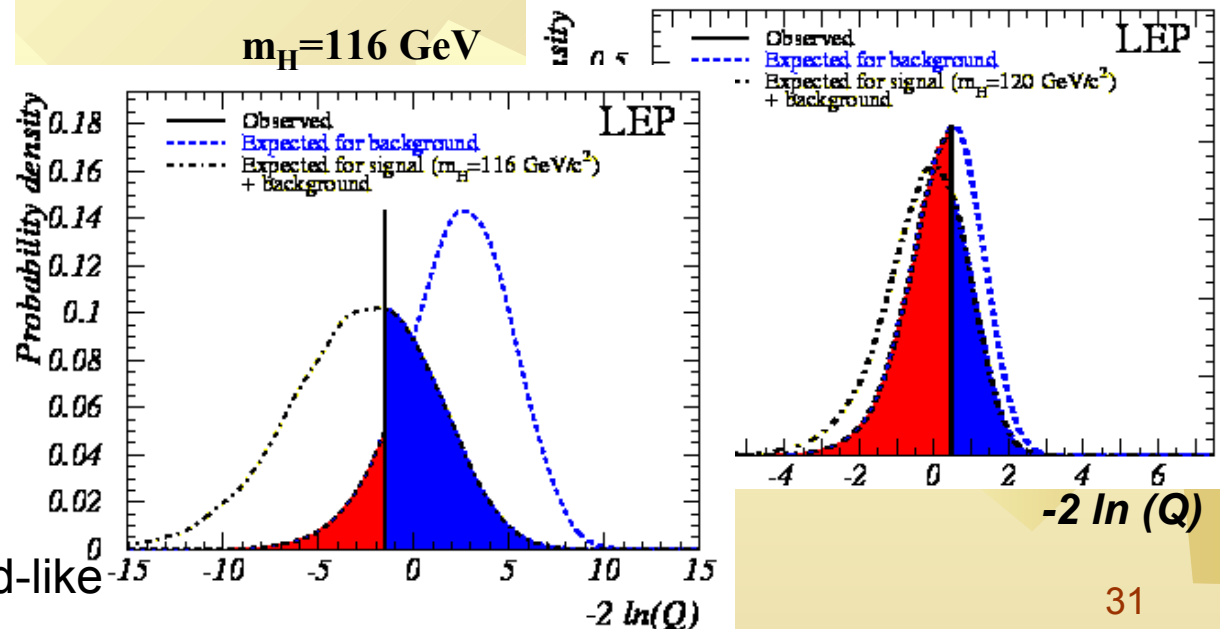 m_H=116 GeV
Probability density
0.18
0.16
0.14
0.12
0.1
0.08
0.06
0.04
0.02
0
LEP
Observed
Expected for background
Expected for signal (m_H=116 GeV/c²)
+ background
-15 -10 -5 0 5 10 15
-2 ln(Q)
d-like
LEP
Observed
Expected for background
Expected for signal (m_H=120 GeV/c²)
+ background
-4 -2 0 2 4 6
-2 ln (Q)
31